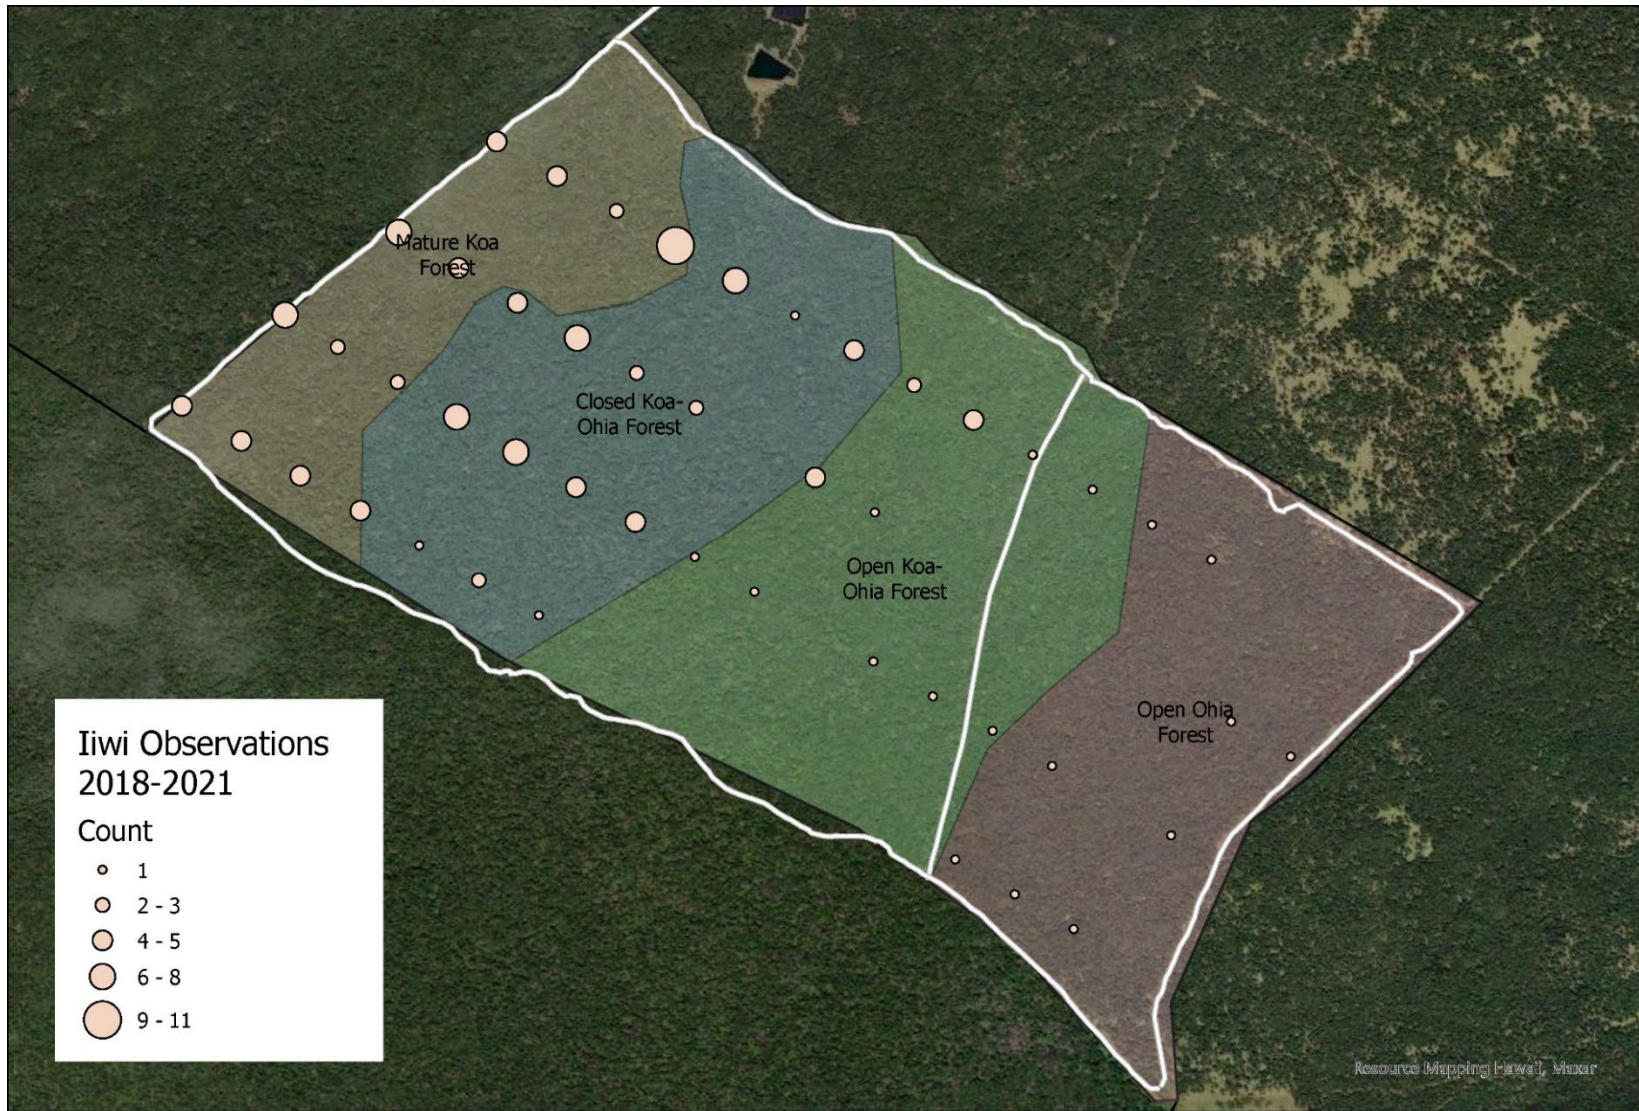 Mature Koa
Forest
Closed Koa-
Ohia Forest
Open Koa-
Ohia Forest
Open Ohia
Forest
Iiwi Observations
2018-2021
Count
1
2 - 3
4 - 5
6 - 8
9 - 11
Resource Mapping Hawaii, Maxar